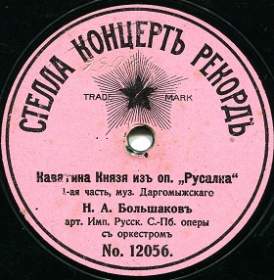 СТЕЛЛА КОНЦЕРТЪ РЕКОРДЪ
TRADE MARK
Каватина Князя изъ оп. „Русалка"
1-ая часть, муз. Даргомыжскаго
Н. А. Большаковъ
арт. Имп. Русск. С.-Пб. оперы
съ оркестромъ
No. 12056.